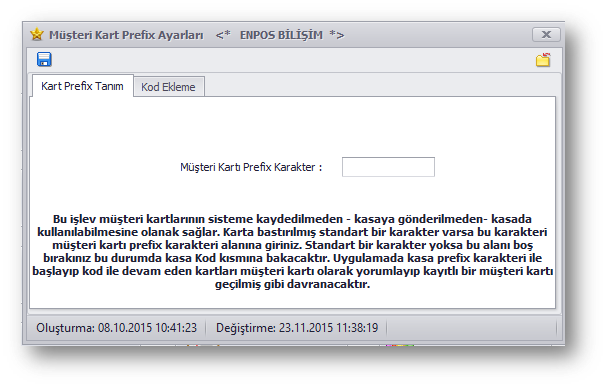 Müşteri Kart Prefix Ayarları <* ENPOS BİLİŞİM *>
Kart Prefix Tanım Kod Ekleme
Müşteri Kartı Prefix Karakter :
Bu işlev müşteri kartlarının sisteme kaydedilmeden - kasaya gönderilmeden- kasada
kullanılabilmesine olanak sağlar. Karta bastırılmış standart bir karakter varsa bu karakteri
müşteri kartı prefix karakteri alanına giriniz. Standart bir karakter yoksa bu alanı boş
bırakınız bu durumda kasa Kod kısmına bakacaktır. Uygulamada kasa prefix karakteri ile
başlayıp kod ile devam eden kartları müşteri kartı olarak yorumlayıp kayıtlı bir müşteri kartı
geçilmiş gibi davranacaktır.
Oluşturma: 08.10.2015 10:41:23 Değiştirme: 23.11.2015 11:38:19